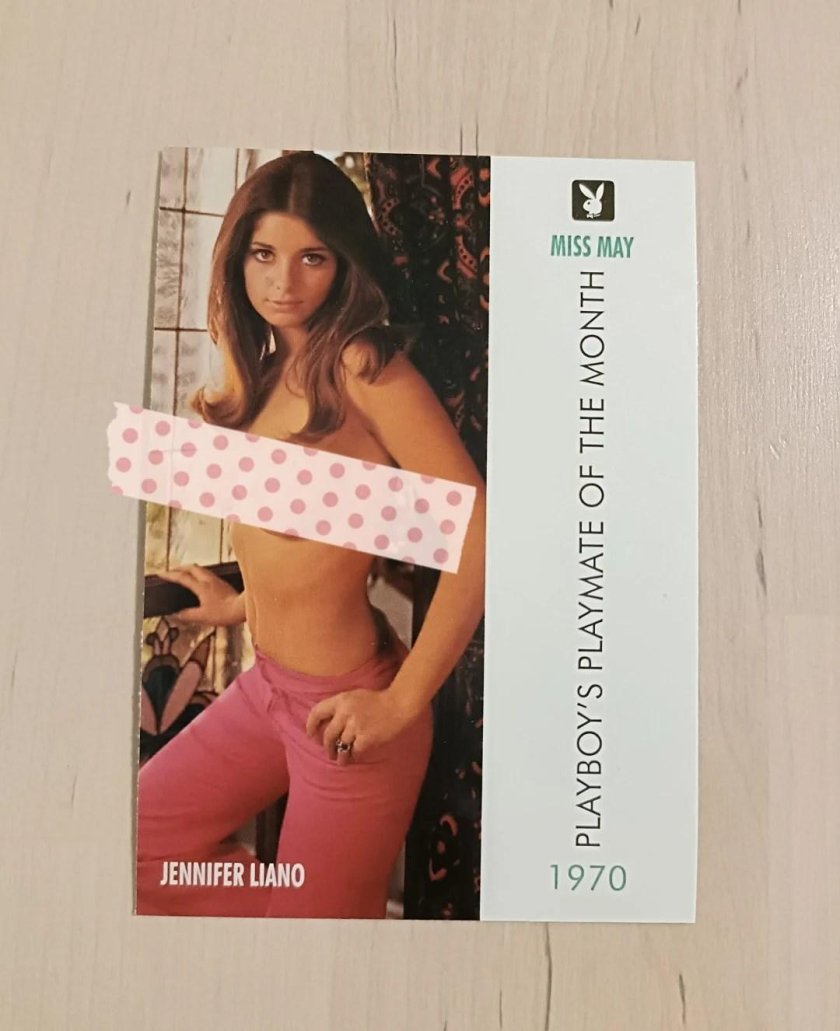 MISS MAY
PLAYBOY'S PLAYMATE OF THE MONTH
1970
JENNIFER LIANO